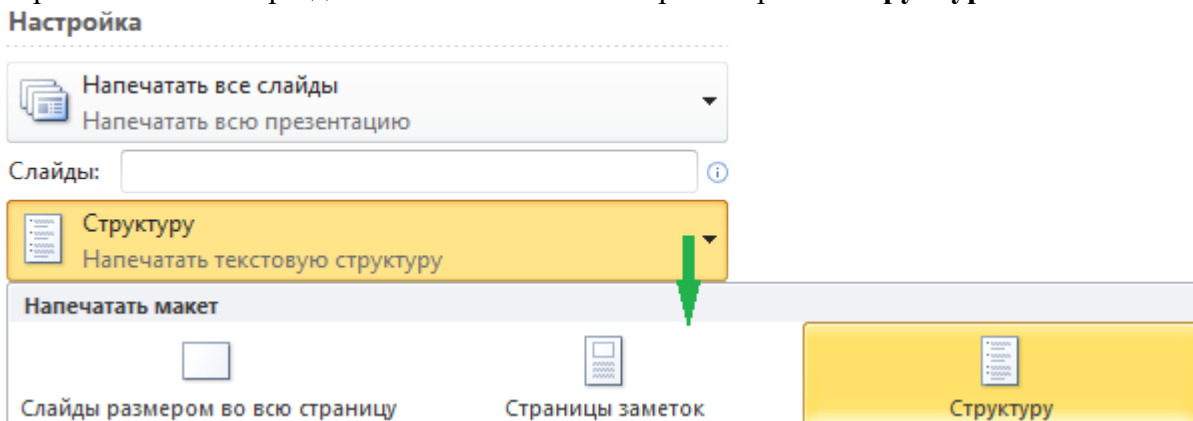 Настройка
Напечатать все слайды
Напечатать всю презентацию
Слайды:
Структуру
Напечатать текстовую структуру
Напечатать макет
Слайды размером во всю страницу Страницы заметок Структуру